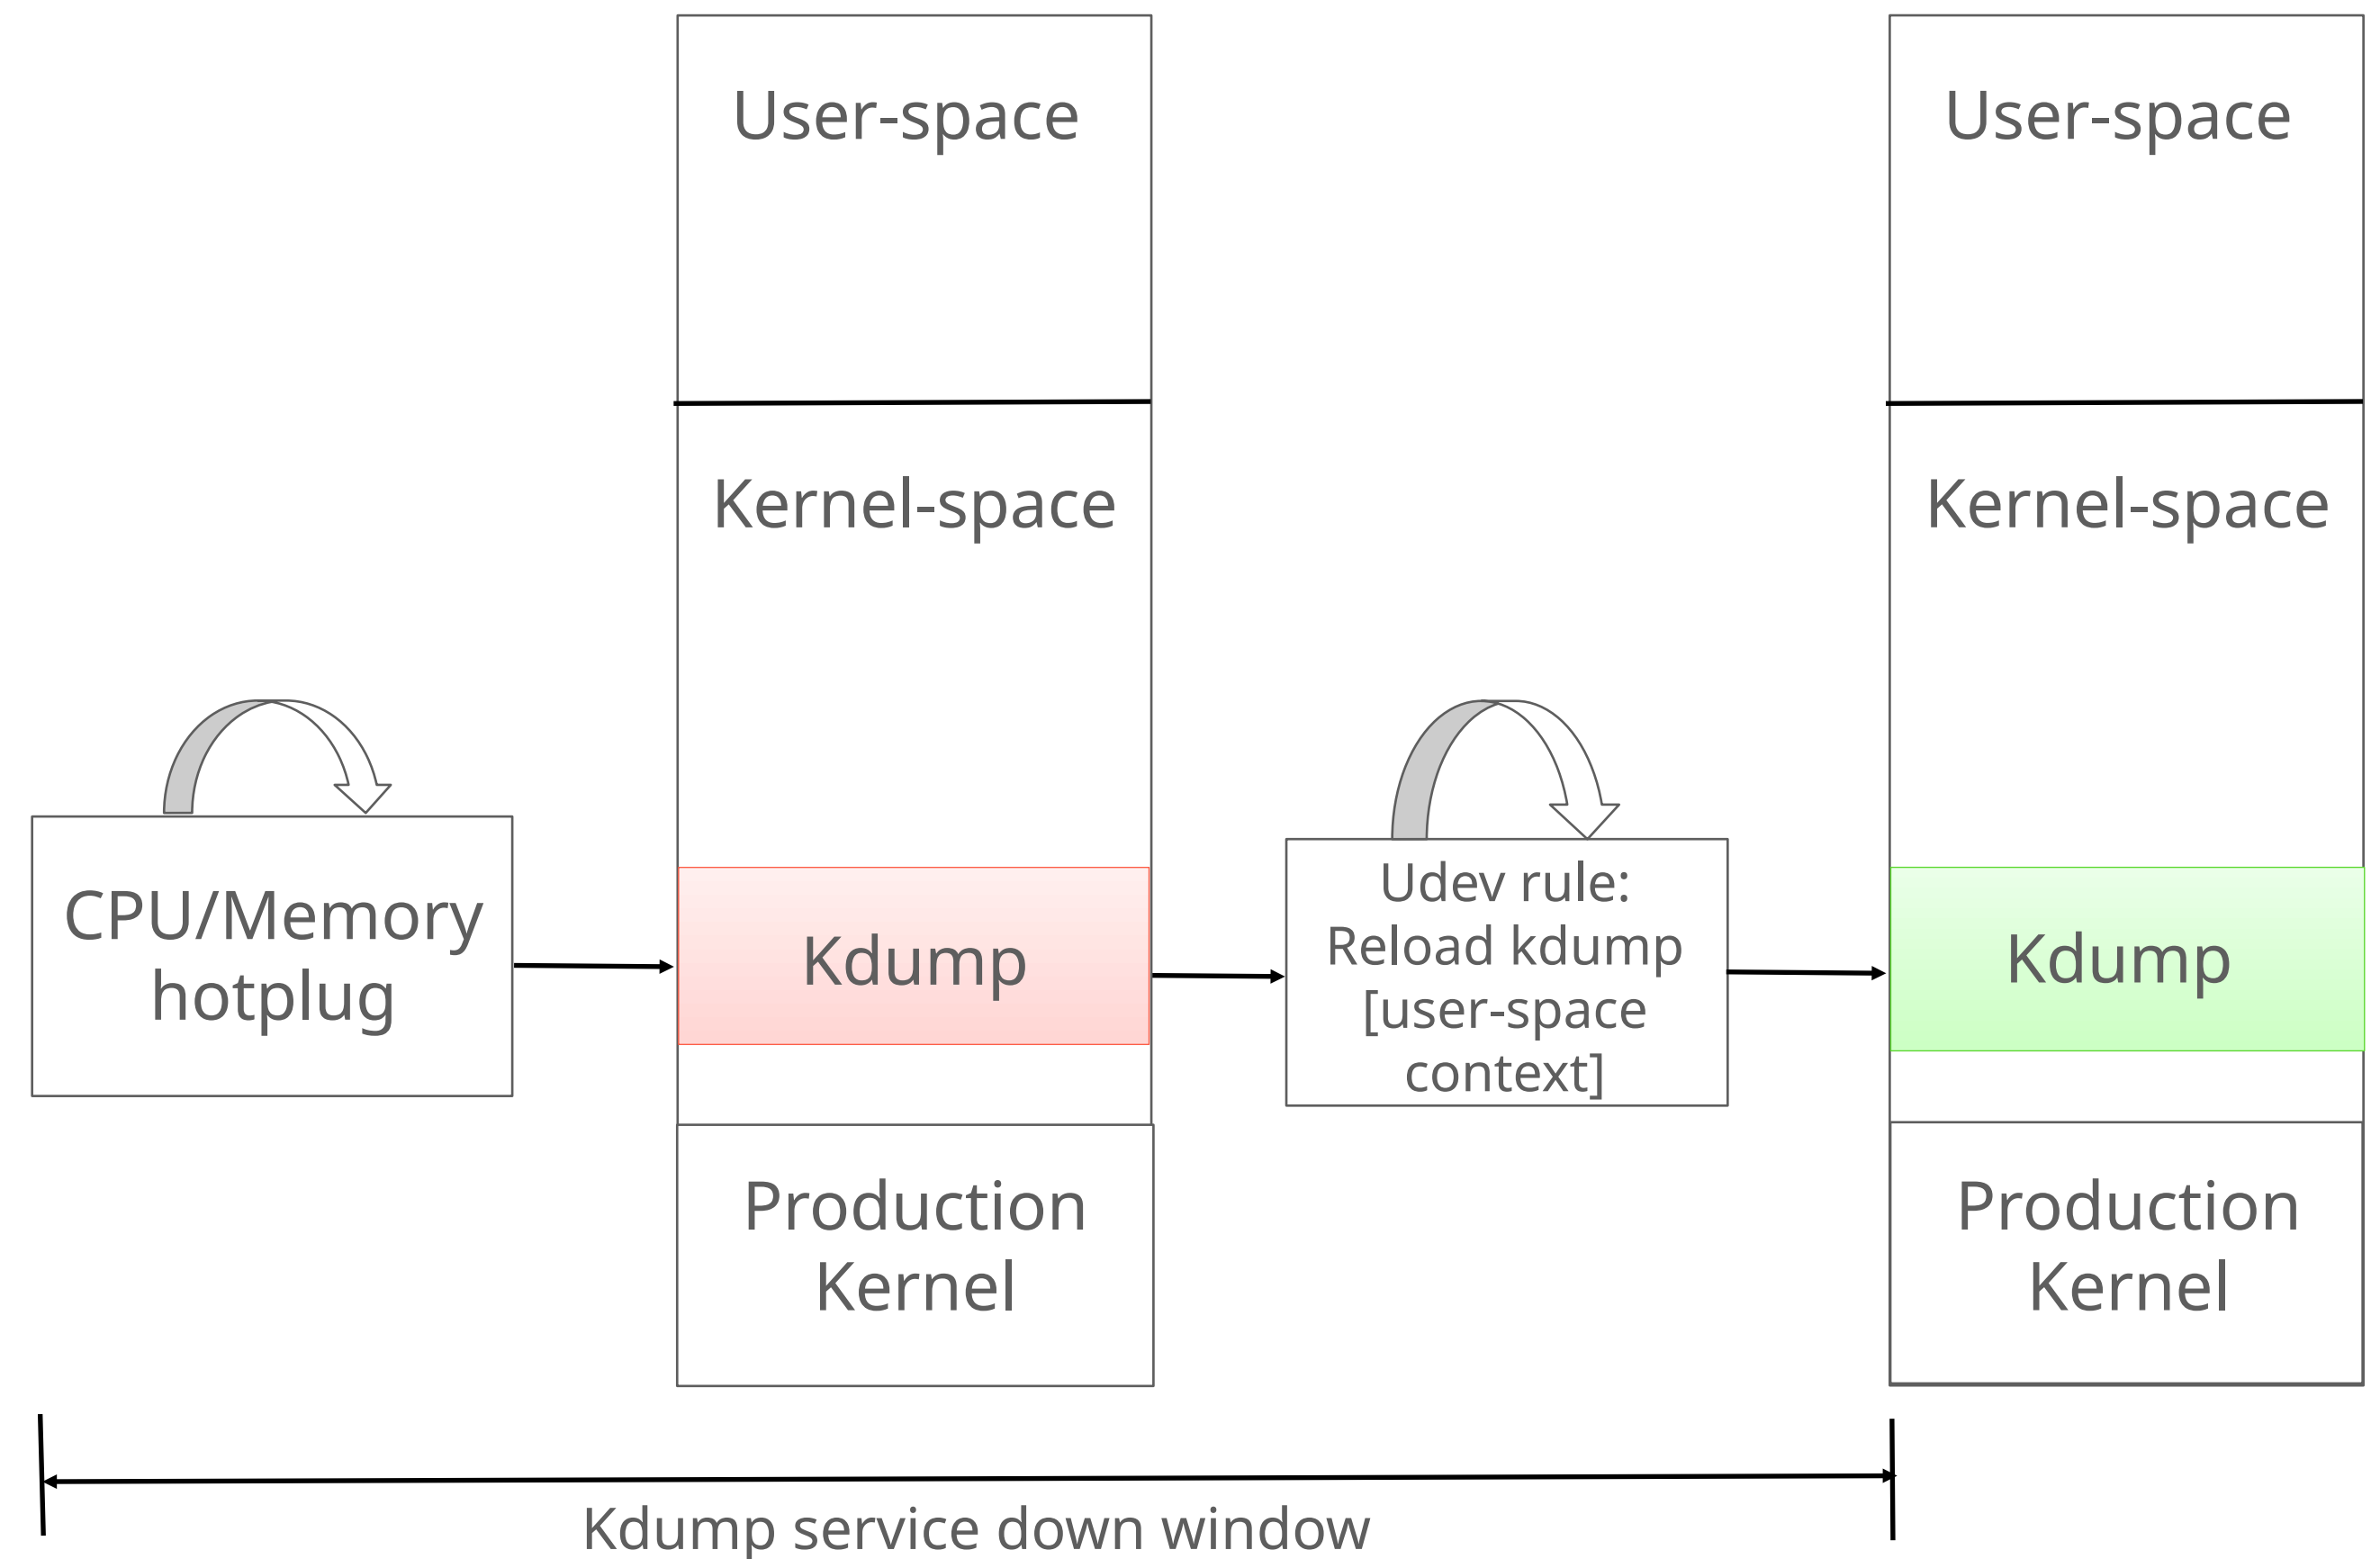 User-space
Kernel-space
CPU/Memory
hotplug
Kdump
Production
Kernel
Udev rule:
Reload kdump
[user-space
context]
User-space
Kernel-space
Kdump
Production
Kernel
Kdump service down window